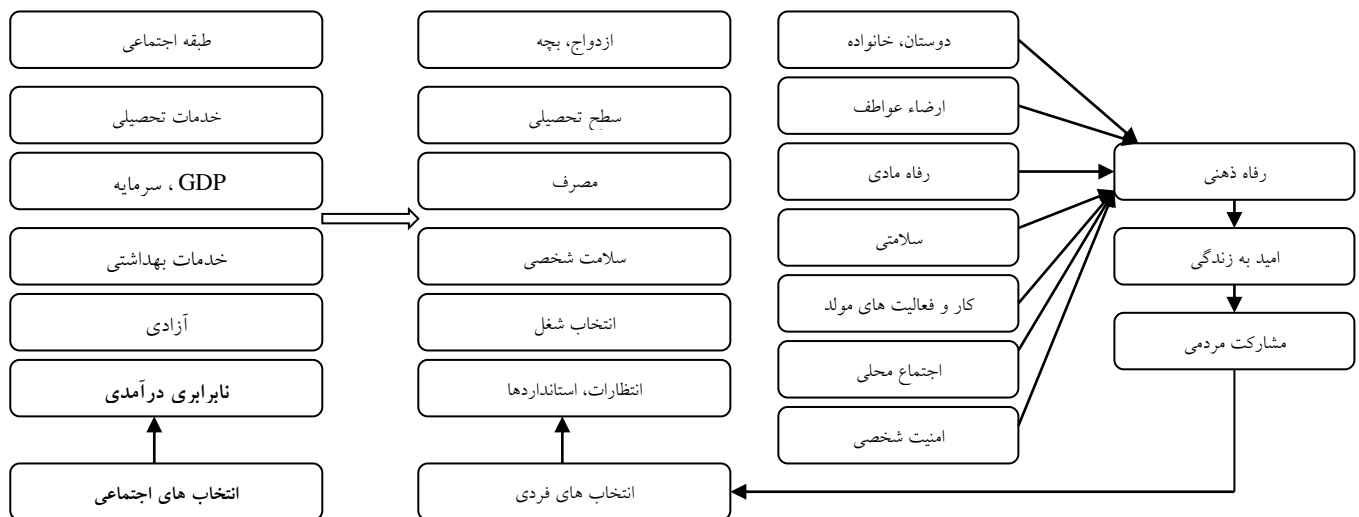 طبقه اجتماعی
خدمات تحصیلی
GDP ، سرمایه
خدمات بهداشتی
آزادی
نابرابری درآمدی
انتخاب های اجتماعی
ازدواج، بچه
سطح تحصیلی
مصرف
سلامت شخصی
انتخاب شغل
انتظارات، استانداردها
انتخاب های فردی
دوستان، خانواده
ارضاء عواطف
رفاه مادی
سلامتی
کار و فعالیت های مولد
اجتماع محلی
امنیت شخصی
رفاه ذهنی
امید به زندگی
مشارکت مردمی